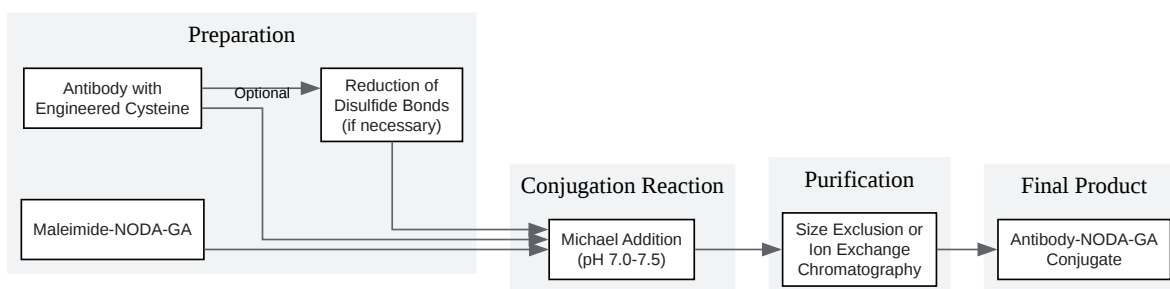 Preparation
Antibody with
Engineered Cysteine
Optional
Reduction of
Disulfide Bonds
(if necessary)
Maleimide-NODA-GA
Conjugation Reaction
Michael Addition
(pH 7.0-7.5)
Purification
Size Exclusion or
Ion Exchange
Chromatography
Final Product
Antibody-NODA-GA
Conjugate